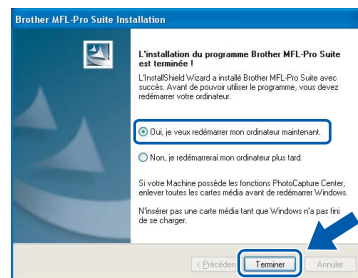 Brother MFL-Pro Suite Installation
L'installation du programme Brother MFL-Pro Suite
est terminée !
L'InstallShield Wizard a installé Brother MFL-Pro Suite avec
succès. Avant de pouvoir utiliser le programme, vous devez
redémarrer votre ordinateur.
Oui, je veux redémarrer mon ordinateur maintenant.
Non, je redémarrerai mon ordinateur plus tard.
Si votre Machine possède les fonctions PhotoCapture Center,
enlever toutes les cartes média avant de redémarrer Windows.
N'insérer pas une carte média tant que Windows n'a pas fini
de se charger.
< Précéden
Terminer
Annuler